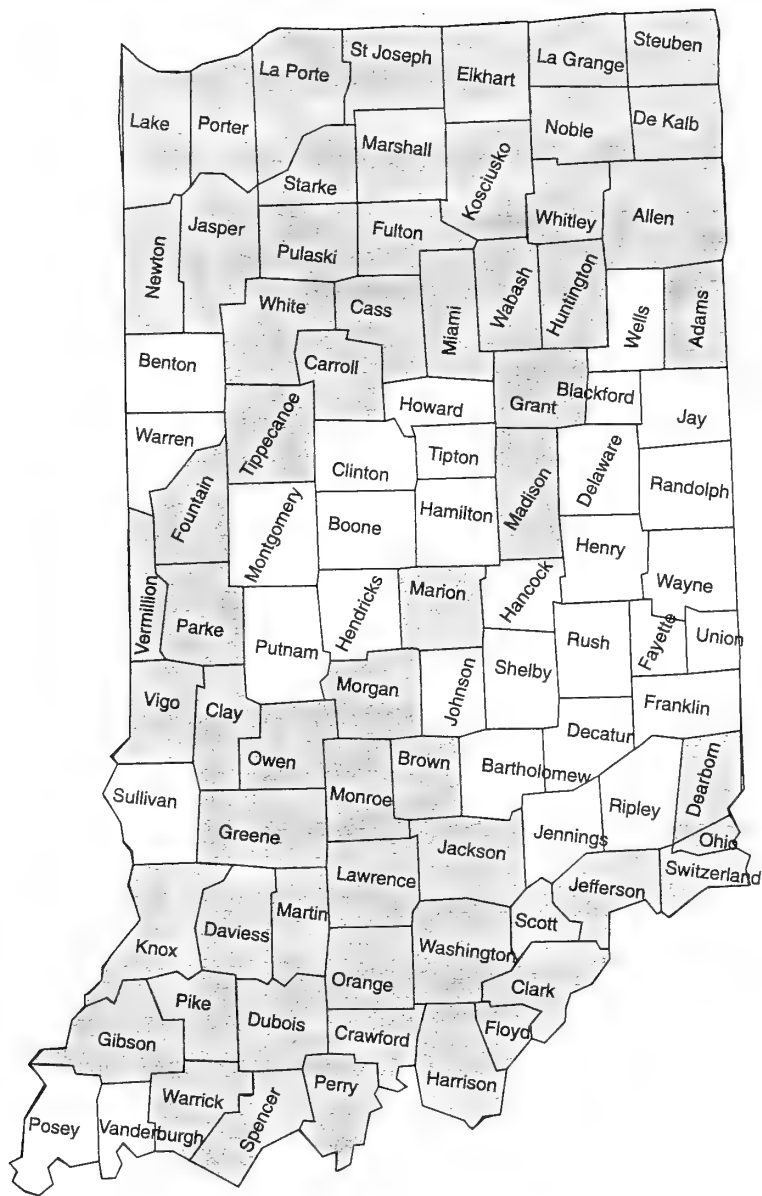 Steuben
St Joseph
La Grange
La Porte
Elkhart
Lake
Porter
De Kalb
Noble
Marshall
Kosciusko
Starke
Whitley
Allen
Jasper
Fulton
Pulaski
Newton
Wabash
Huntington
White
Cass
Miami
Wells
Adams
Benton
Carroll
Blackford
Howard
Grant
Jay
Warren
Tippecanoe
Tipton
Clinton
Delaware
Randolph
Fountain
Madison
Hamilton
Montgomery
Boone
Henry
Wayne
Vermillion
Hendricks
Marion
Hancock
Parke
Putnam
Rush
Fayette
Union
Shelby
Johnson
Morgan
Vigo
Clay
Franklin
Decatur
Owen
Brown
Bartholomew
Dearborn
Sullivan
Monroe
Ripley
Greene
Jennings
Ohio
Jackson
Switzerland
Lawrence
Jefferson
Martin
Scott
Daviess
Knox
Washington
Orange
Clark
Pike
Dubois
Floyd
Crawford
Gibson
Harrison
Perry
Warrick
Spencer
Posey
Vanderburgh